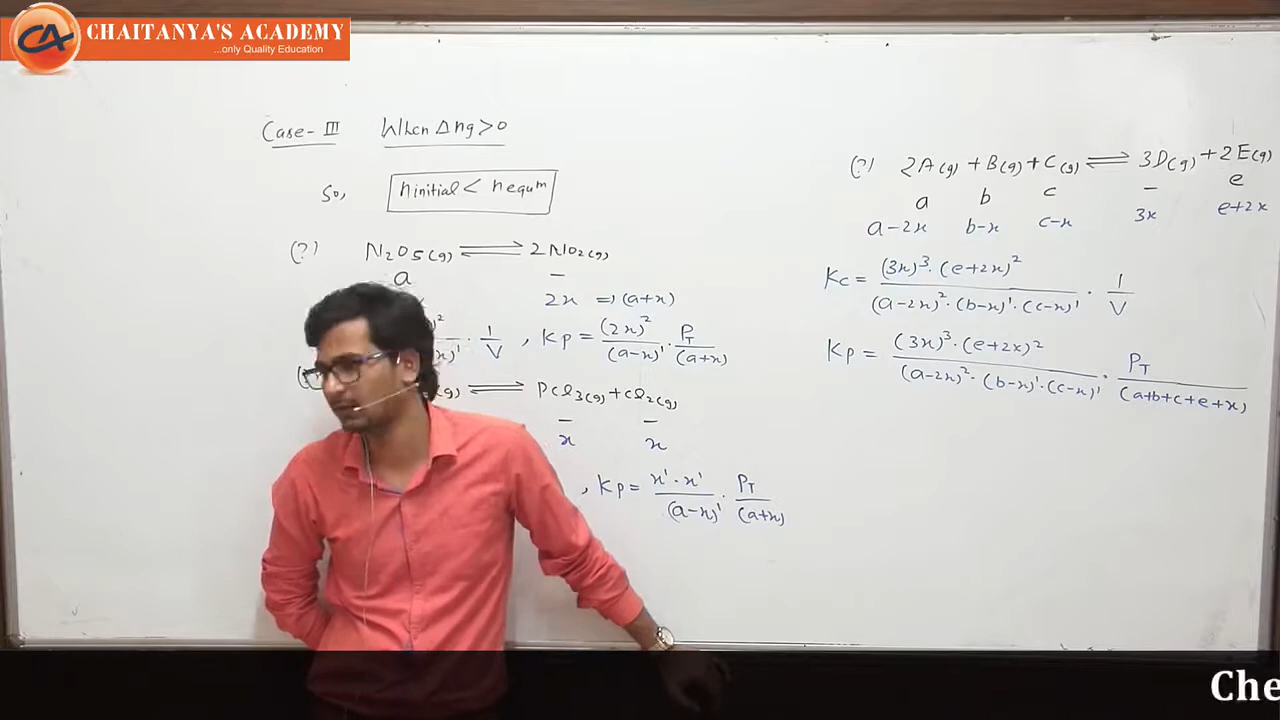 CA
CHAITANYA'S ACADEMY
...only Quality Education
Case-III When Δng>0
So, ninitial < nequm
(?) N2O5(g) ⇌ 2NO2(g)
a –
2x ⇒ (a+x)
· 1/V , Kp = (2x)²/(a-x)¹ · PT/(a+x)
(g) ⇌ PCl3(g) + Cl2(g)
– –
x x
, Kp = x¹·x¹/(a-x)¹ · PT/(a+x)
(?) 2A(g) + B(g) + C(g) ⇌ 3D(g) + 2E(g)
a b c – e
a-2x b-x c-x 3x e+2x
Kc = (3x)³·(e+2x)²/(a-2x)²·(b-x)¹·(c-x)¹ · 1/V
Kp = (3x)³·(e+2x)²/(a-2x)²·(b-x)¹·(c-x)¹ · PT/(a+b+c+e+x)
Che